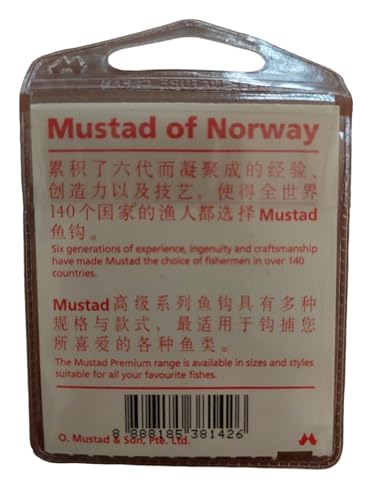 Mustad of Norway
累积了六代而凝聚成的经验、
创造力以及技艺，使得全世界
140个国家的渔人都选择Mustad
鱼钩。
Six generations of experience, ingenuity and craftsmanship
have made Mustad the choice of fishermen in over 140
countries.
Mustad高级系列鱼钩具有多种
规格与款式，最适用于钩捕您
所喜爱的各种鱼类。
The Mustad Premium range is available in sizes and styles
suitable for all your favourite fishes.
O. Mustad & Son, Pte. Ltd.
8 888185 381426